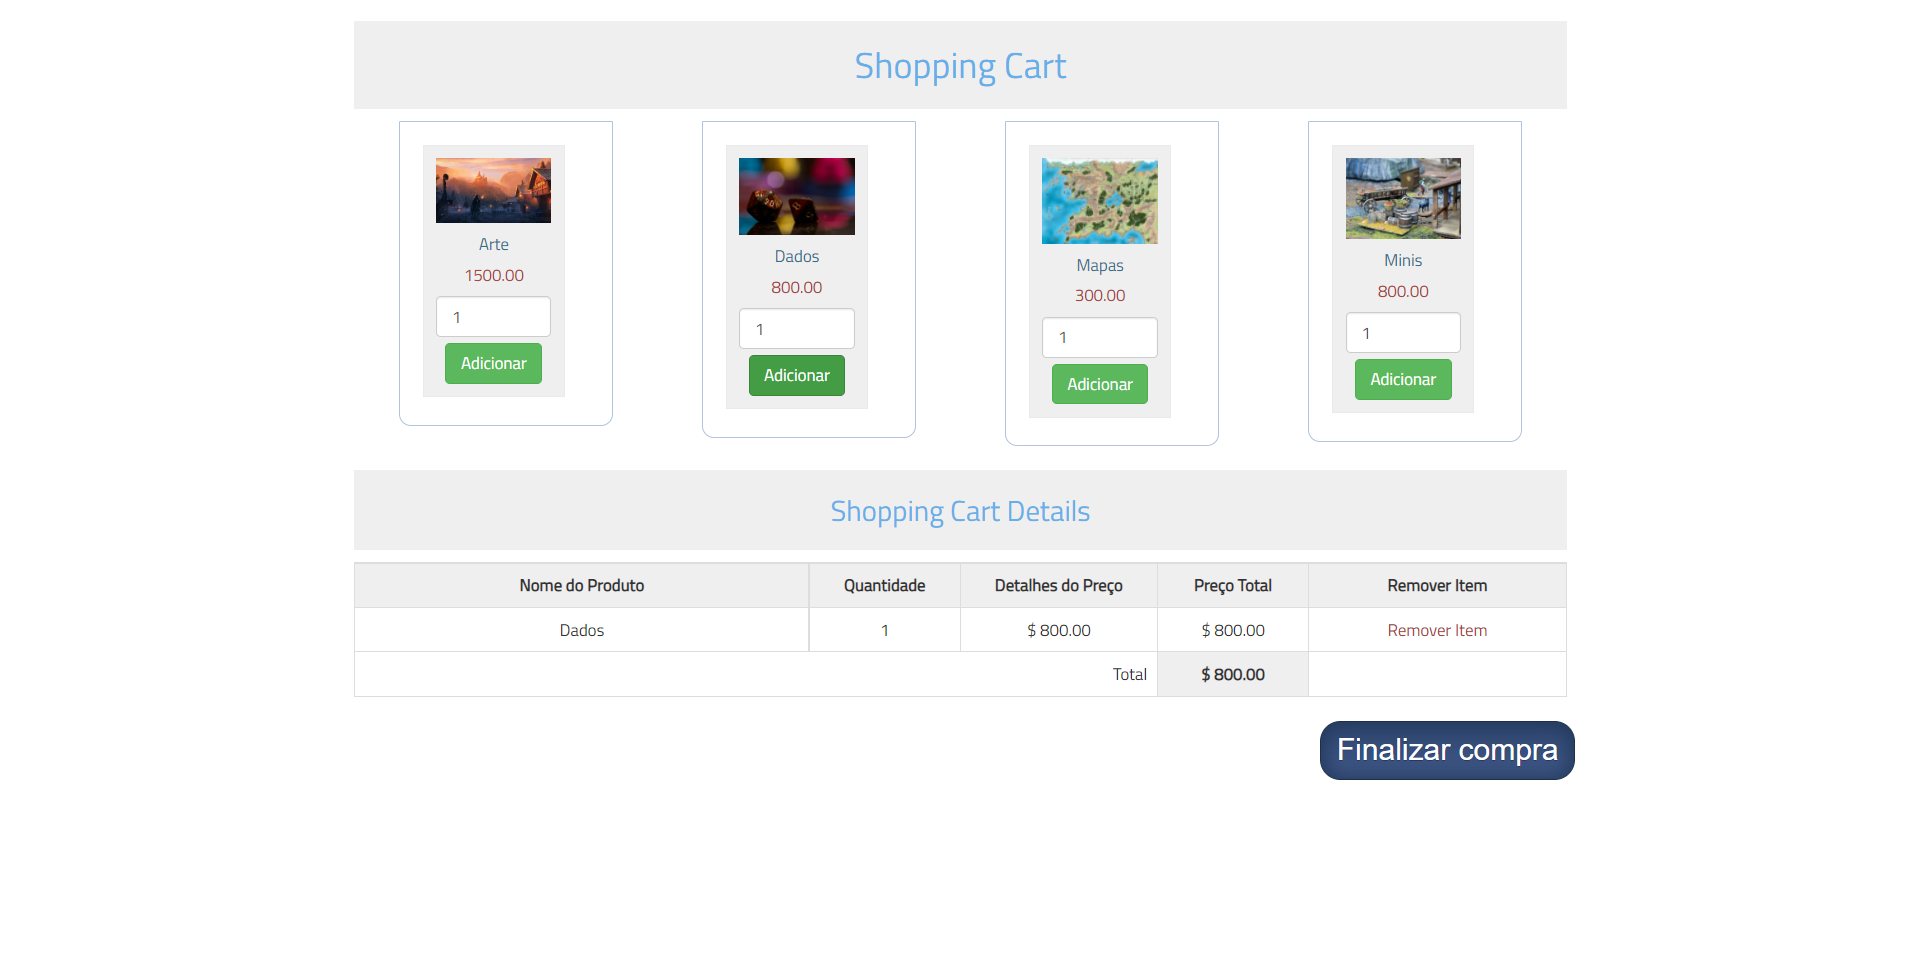 Shopping Cart
Arte
1500.00
1
Adicionar
Dados
800.00
1
Adicionar
Mapas
300.00
1
Adicionar
Minis
800.00
1
Adicionar
Shopping Cart Details
Nome do Produto Quantidade Detalhes do Preço Preço Total Remover Item
Dados 1 $ 800.00 $ 800.00 Remover Item
Total $ 800.00
Finalizar compra